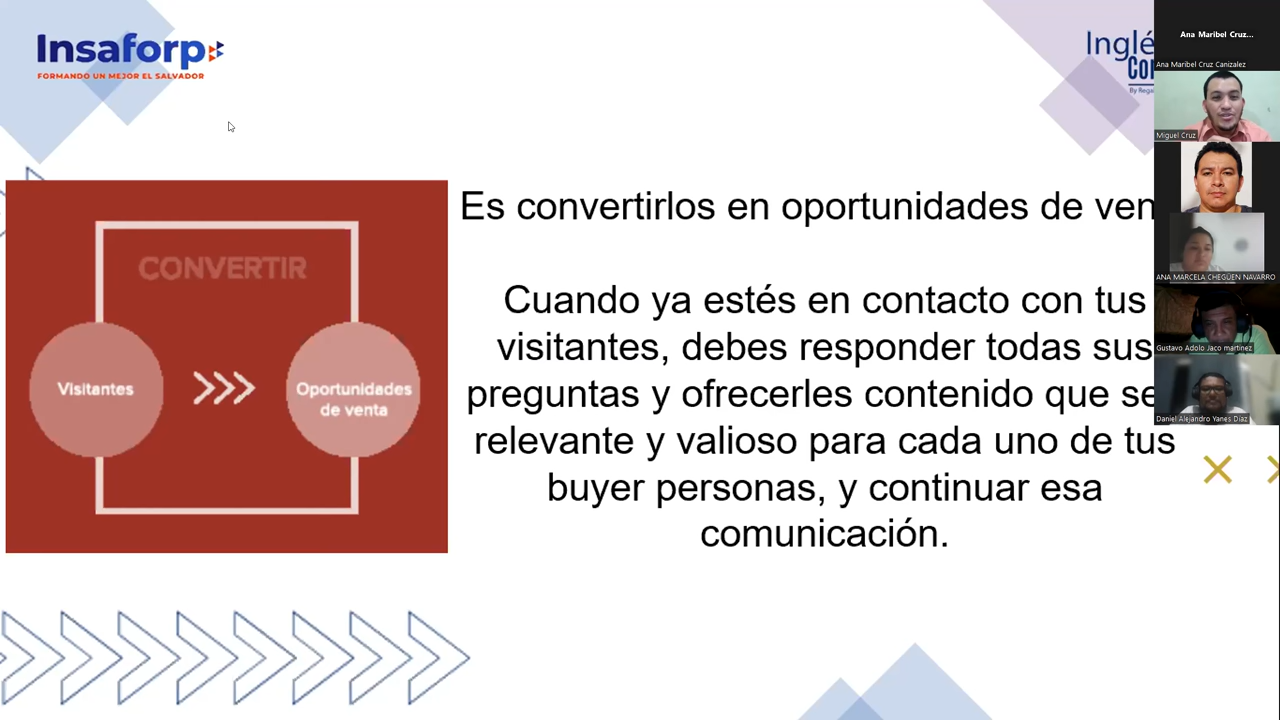 Insaforp
FORMANDO UN MEJOR EL SALVADOR
Ana Maribel Cruz...
Ana Maribel Cruz Canizalez
Miguel Cruz
ANA MARCELA CHEGÜEN NAVARRO
Gustavo Adolo Jaco martinez
Daniel Alejandro Yanes Diaz
CONVERTIR
Visitantes
Oportunidades
de venta
Es convertirlos en oportunidades de
Cuando ya estés en contacto con tus
visitantes, debes responder todas sus
preguntas y ofrecerles contenido que
relevante y valioso para cada uno de tus
buyer personas, y continuar esa
comunicación.